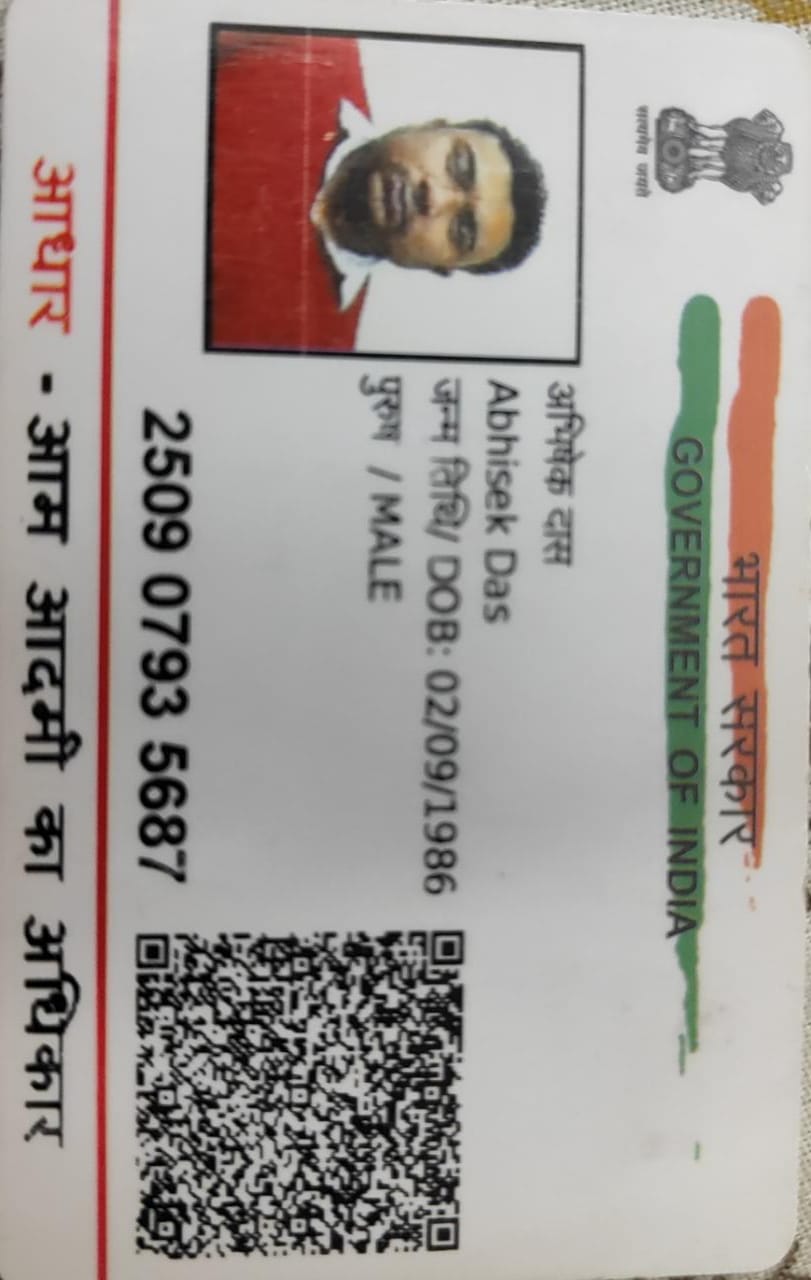 भारत सरकार
GOVERNMENT OF INDIA
सत्यमेव जयते
अभिषेक दास
Abhisek Das
जन्म तिथि/ DOB: 02/09/1986
पुरुष / MALE
2509 0793 5687
आधार - आम आदमी का अधिकार